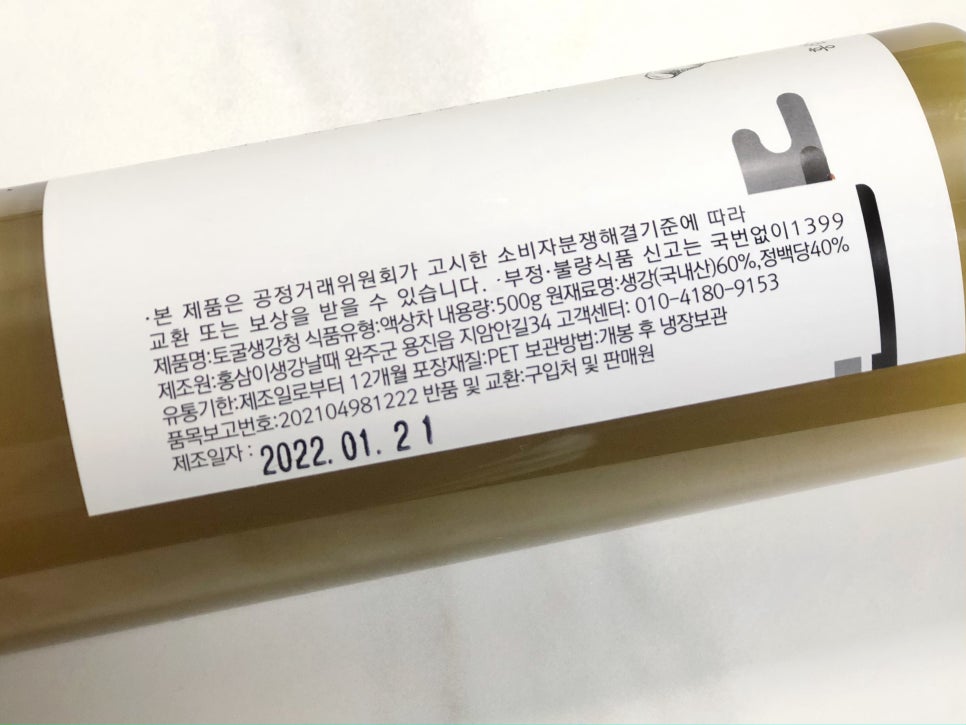 ·본 제품은 공정거래위원회가 고시한 소비자분쟁해결기준에 따라
교환 또는 보상을 받을 수 있습니다. ·부정·불량식품 신고는 국번없이1399
제품명:토굴생강청 식품유형:액상차 내용량:500g 원재료명:생강(국내산)60%,정백당40%
제조원:홍삼이생강날때 완주군 용진읍 지암안길34 고객센터: 010-4180-9153
유통기한:제조일로부터 12개월 포장재질:PET 보관방법:개봉 후 냉장보관
품목보고번호:202104981222 반품 및 교환:구입처 및 판매원
제조일자 : 2022.01.21